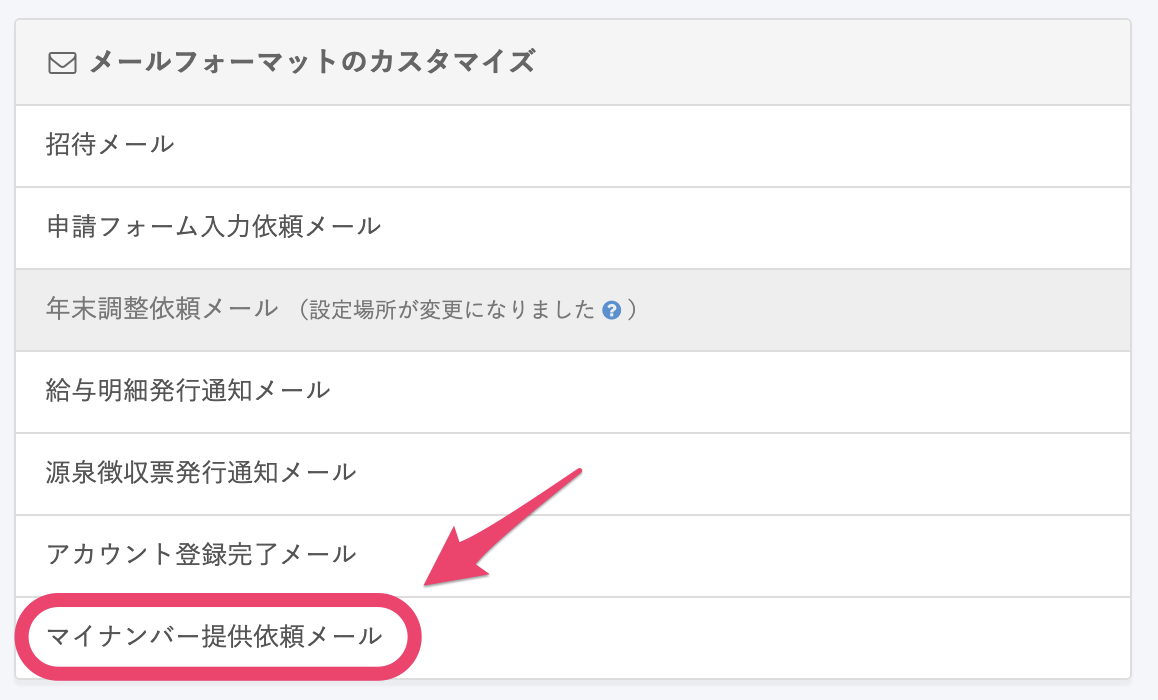 メールフォーマットのカスタマイズ
招待メール
申請フォーム入力依頼メール
年末調整依頼メール （設定場所が変更になりました ? ）
給与明細発行通知メール
源泉徴収票発行通知メール
アカウント登録完了メール
マイナンバー提供依頼メール